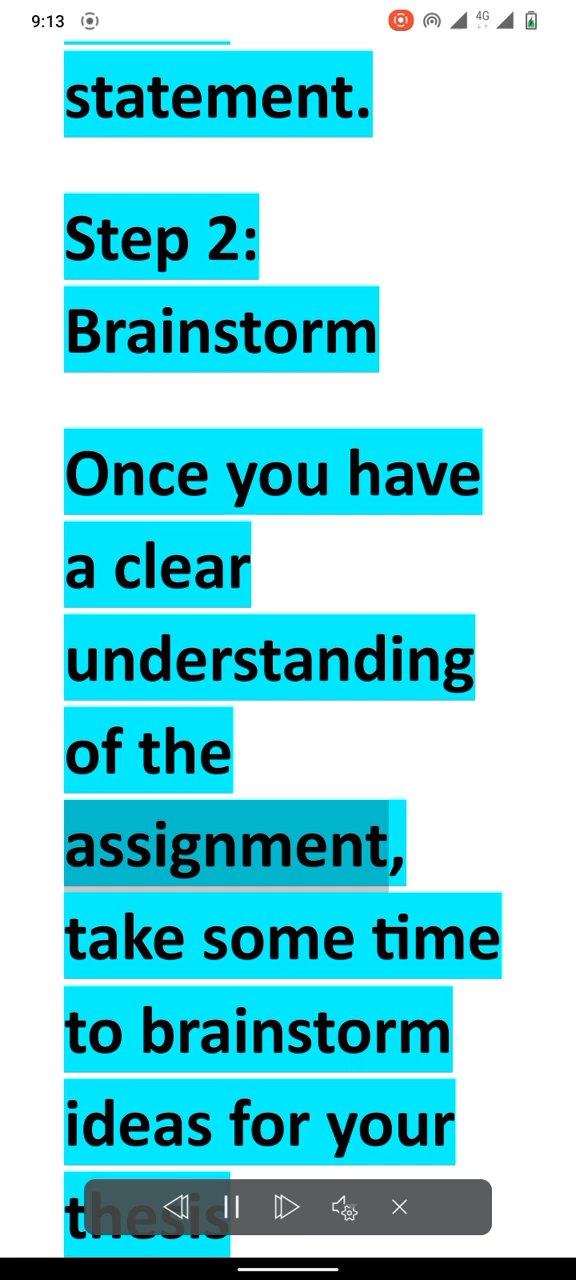 9:13
4G
statement.
Step 2:
Brainstorm
Once you have
a clear
understanding
of the
assignment,
take some time
to brainstorm
ideas for your
thesis